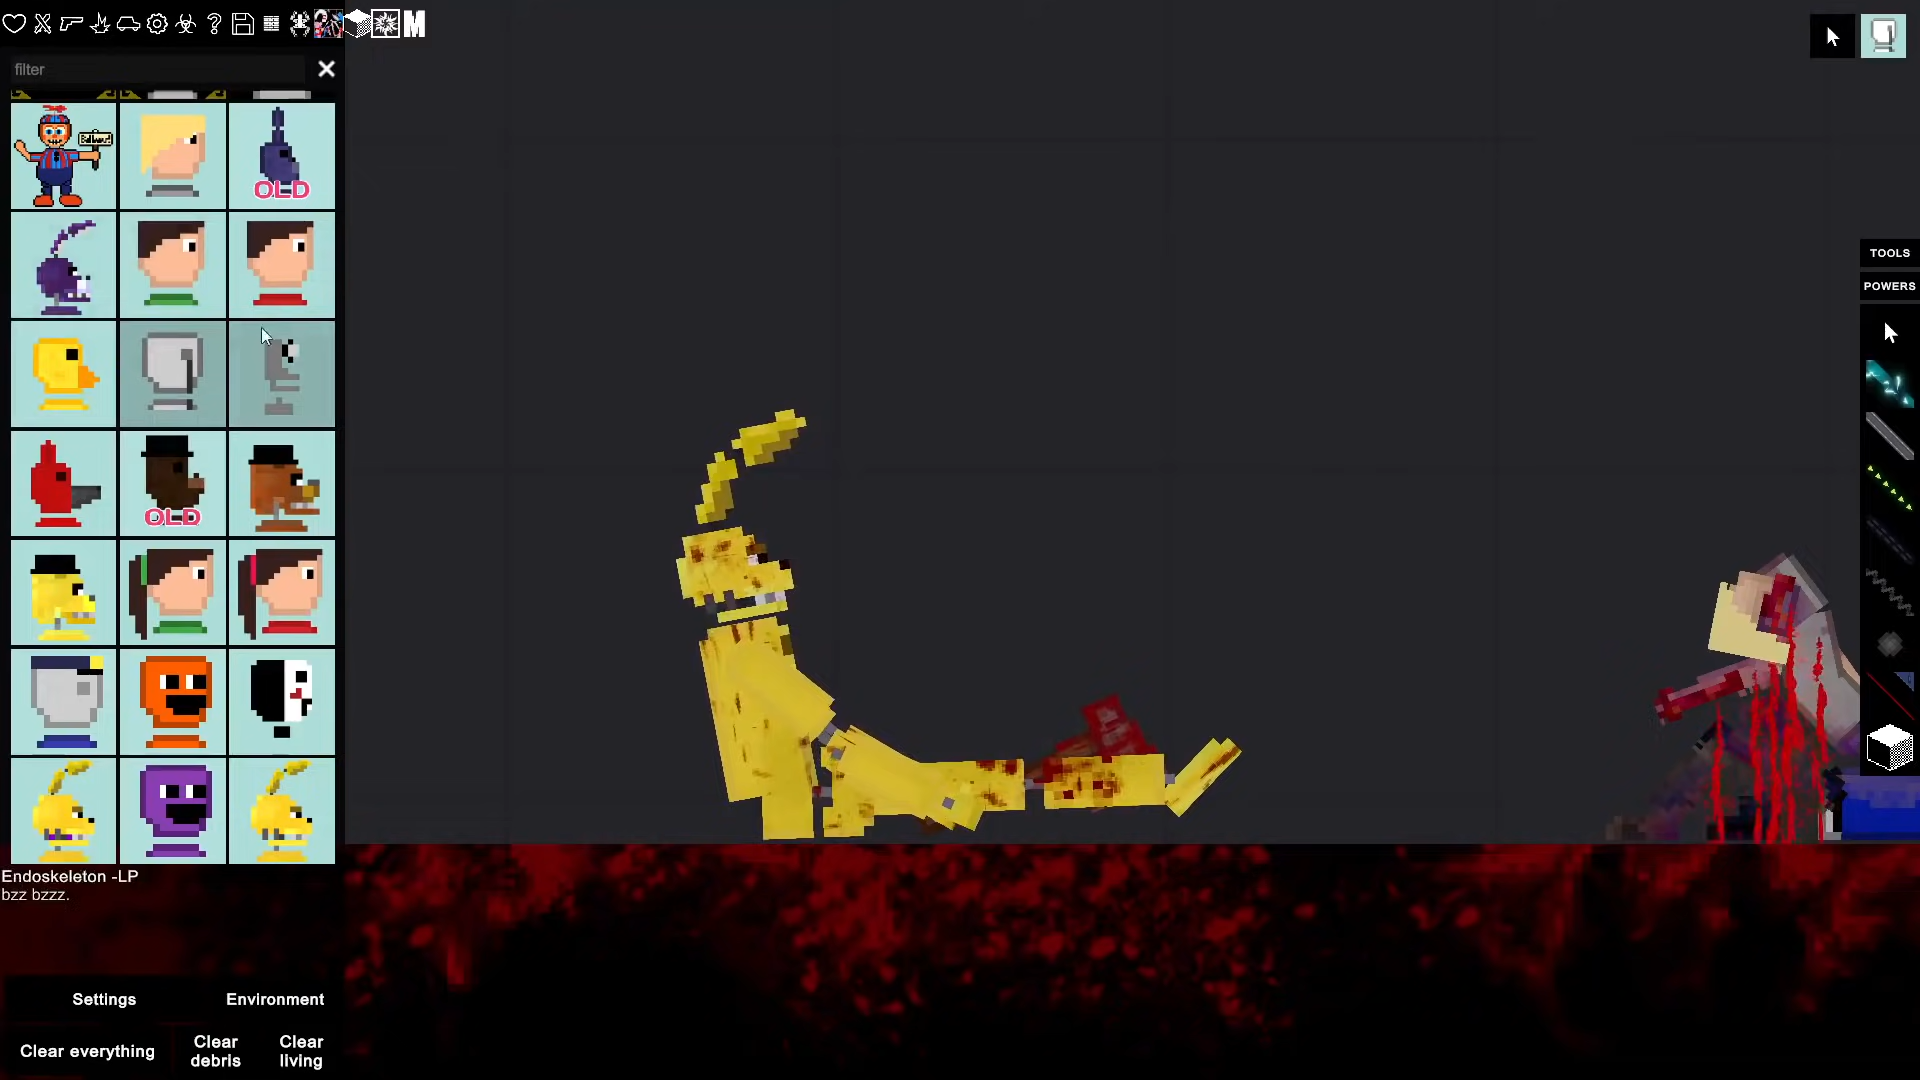 M
filter
TOOLS
POWERS
OLD
OLD
Endoskeleton -LP
bzz bzzz.
Settings
Environment
Clear everything
Clear debris
Clear living